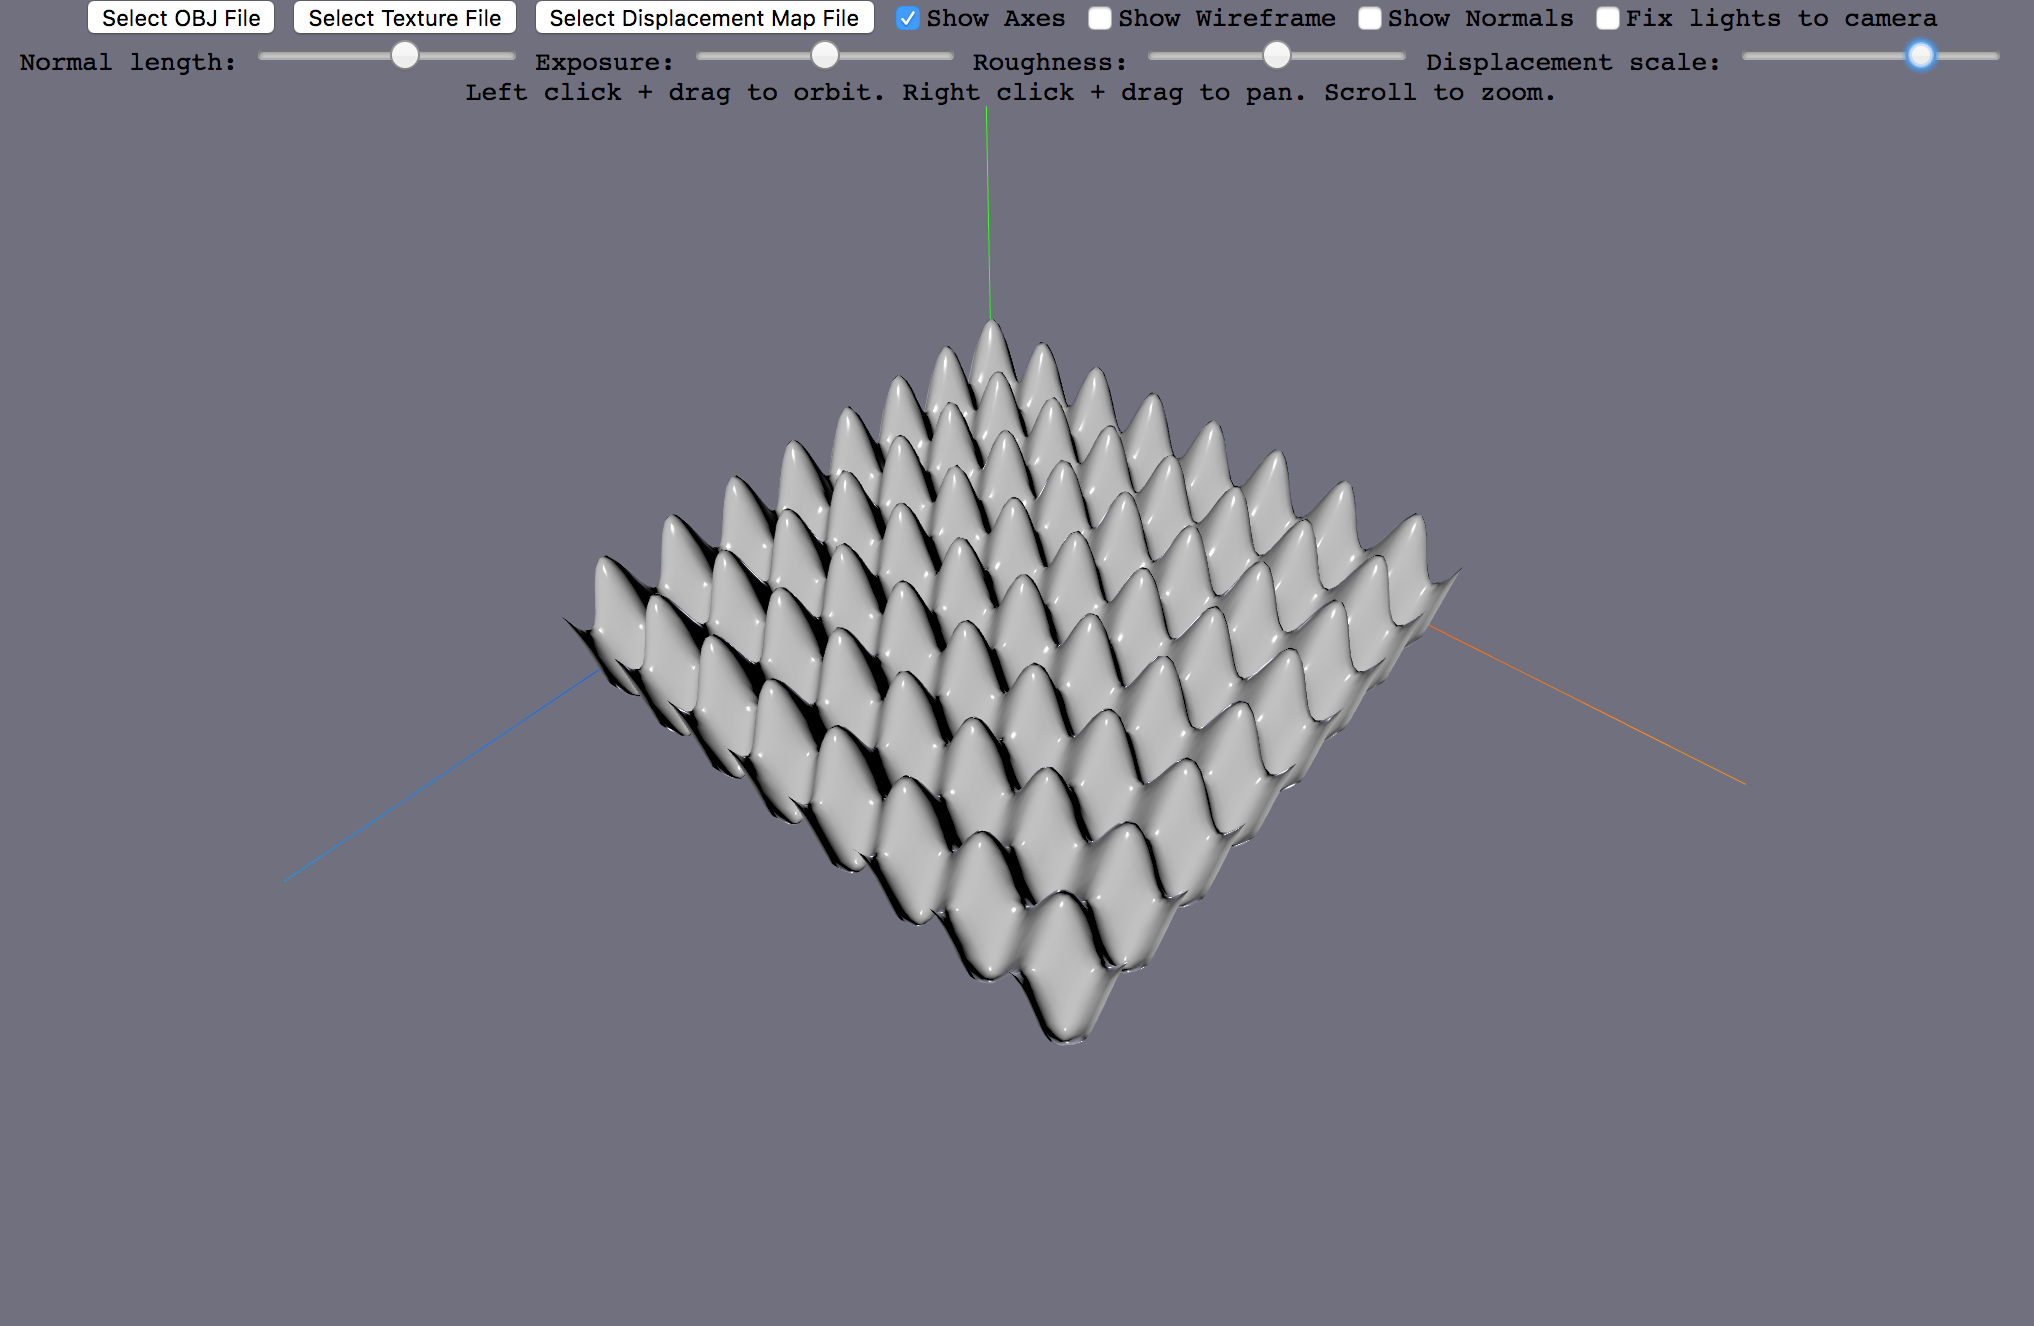 Select OBJ File Select Texture File Select Displacement Map File Show Axes Show Wireframe Show Normals Fix lights to camera
Normal length: Exposure: Roughness: Displacement scale:
Left click + drag to orbit. Right click + drag to pan. Scroll to zoom.